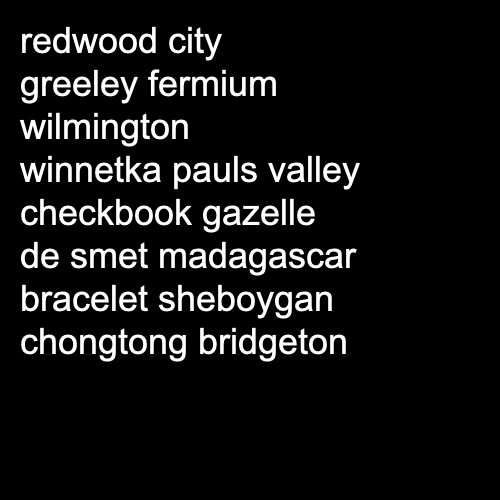 redwood city
greeley fermium
wilmington
winnetka pauls valley
checkbook gazelle
de smet madagascar
bracelet sheboygan
chongtong bridgeton